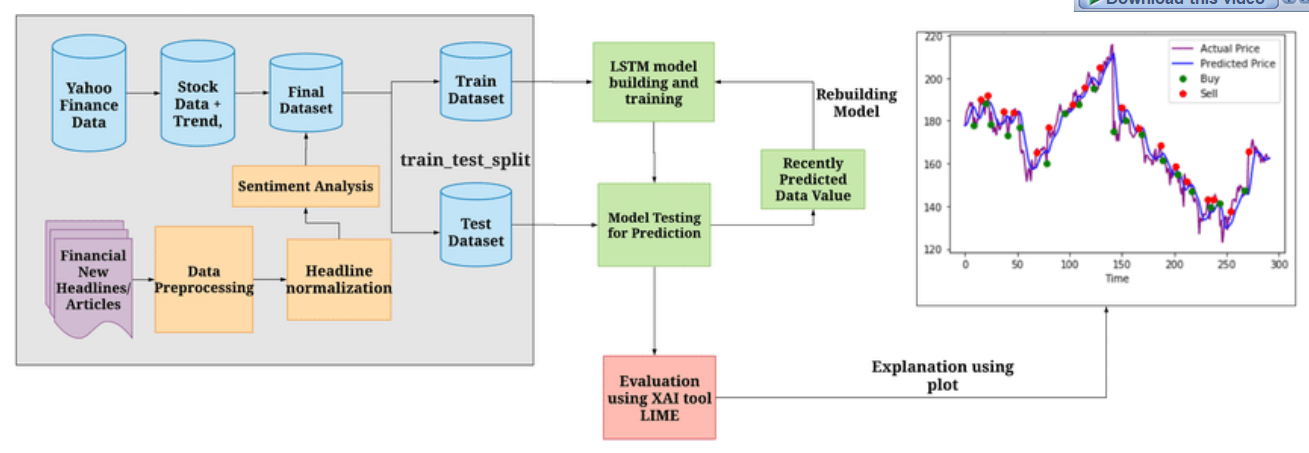 Download this video
Yahoo
Finance
Data
Stock
Data +
Trend,
Final
Dataset
Train
Dataset
train_test_split
Test
Dataset
Sentiment Analysis
Financial
New
Headlines/
Articles
Data
Preprocessing
Headline
normalization
LSTM model
building and
training
Rebuilding
Model
Recently
Predicted
Data Value
Model Testing
for Prediction
Evaluation
using XAI tool
LIME
Explanation using
plot
Actual Price
Predicted Price
Buy
Sell
220
200
180
160
140
120
0 50 100 150 200 250 300
Time